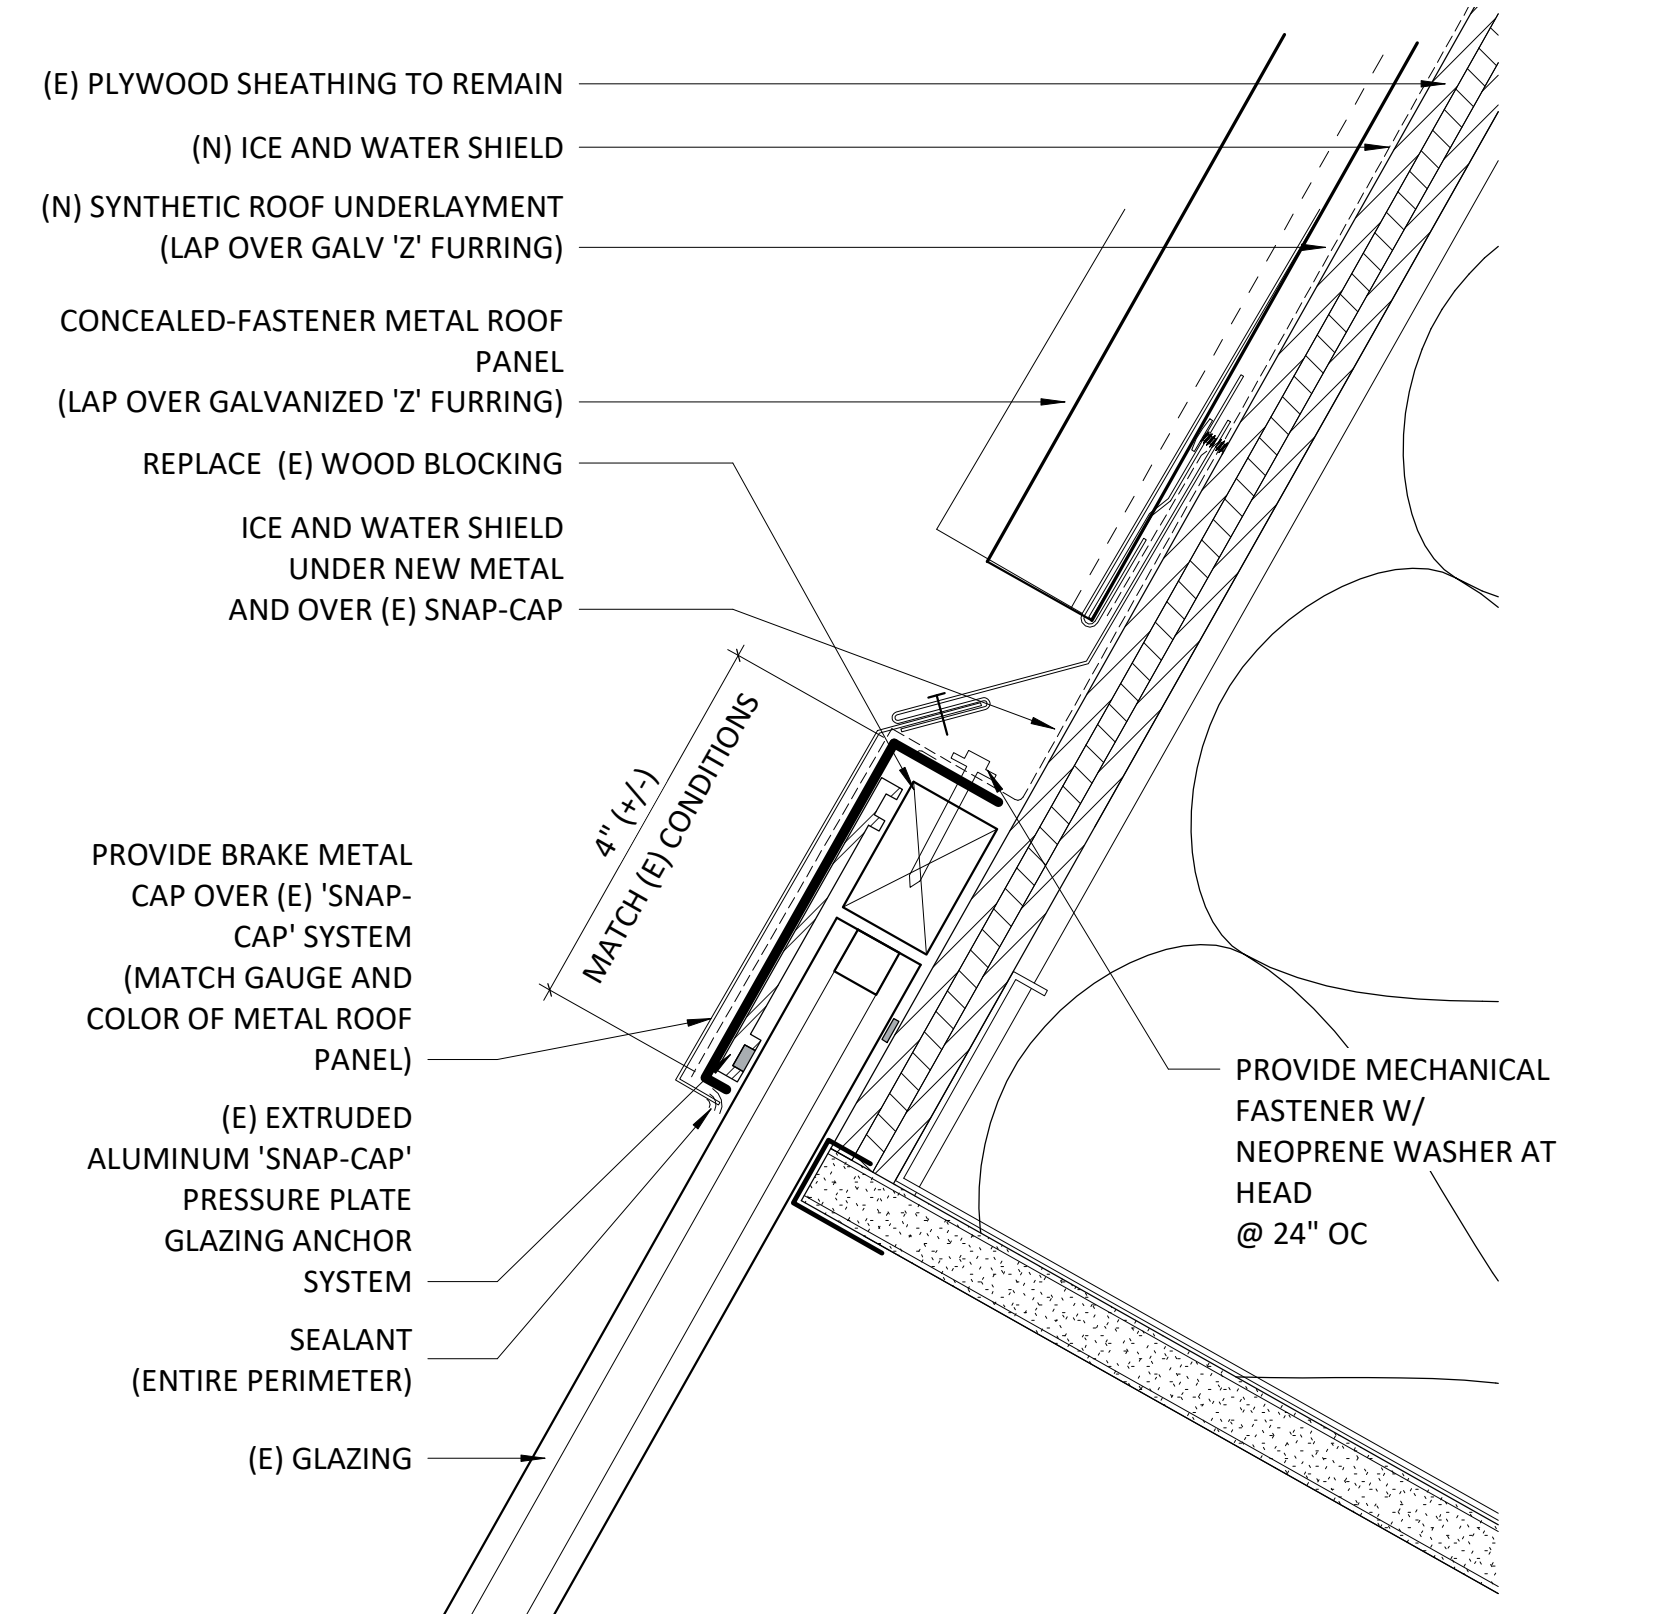 (E) PLYWOOD SHEATHING TO REMAIN
(N) ICE AND WATER SHIELD
(N) SYNTHETIC ROOF UNDERLAYMENT
(LAP OVER GALV 'Z' FURRING)
CONCEALED-FASTENER METAL ROOF
PANEL
(LAP OVER GALVANIZED 'Z' FURRING)
REPLACE (E) WOOD BLOCKING
ICE AND WATER SHIELD
UNDER NEW METAL
AND OVER (E) SNAP-CAP
4" (+/-)
MATCH (E) CONDITIONS
PROVIDE BRAKE METAL
CAP OVER (E) 'SNAP-
CAP' SYSTEM
(MATCH GAUGE AND
COLOR OF METAL ROOF
PANEL)
(E) EXTRUDED
ALUMINUM 'SNAP-CAP'
PRESSURE PLATE
GLAZING ANCHOR
SYSTEM
SEALANT
(ENTIRE PERIMETER)
(E) GLAZING
PROVIDE MECHANICAL
FASTENER W/
NEOPRENE WASHER AT
HEAD
@ 24" OC